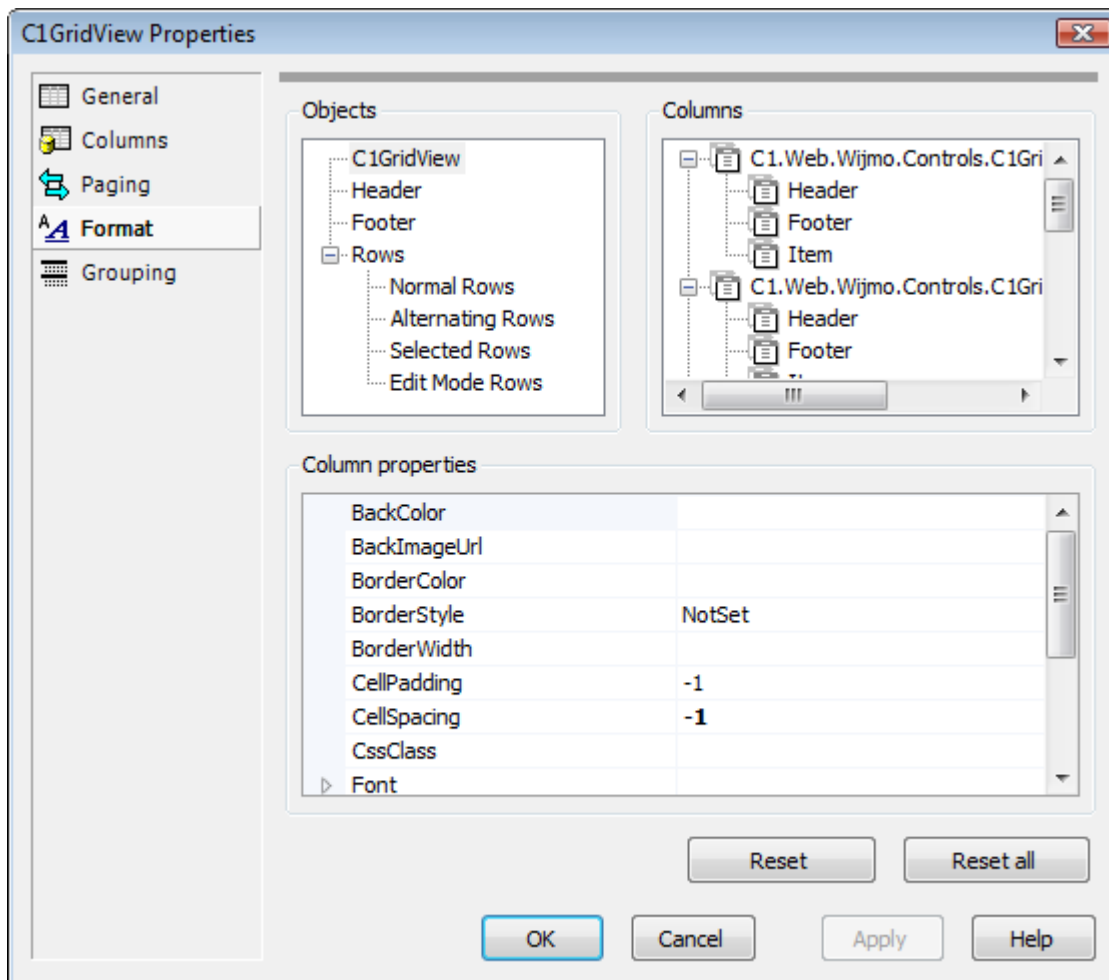 C1GridView Properties
General
Columns
Paging
Format
Grouping
Objects
C1GridView
Header
Footer
Rows
Normal Rows
Alternating Rows
Selected Rows
Edit Mode Rows
Columns
C1.Web.Wijmo.Controls.C1Gri
Header
Footer
Item
C1.Web.Wijmo.Controls.C1Gri
Header
Footer
Column properties
BackColor
BackImageUrl
BorderColor
BorderStyle NotSet
BorderWidth
CellPadding -1
CellSpacing -1
CssClass
Font
Reset Reset all
OK Cancel Apply Help